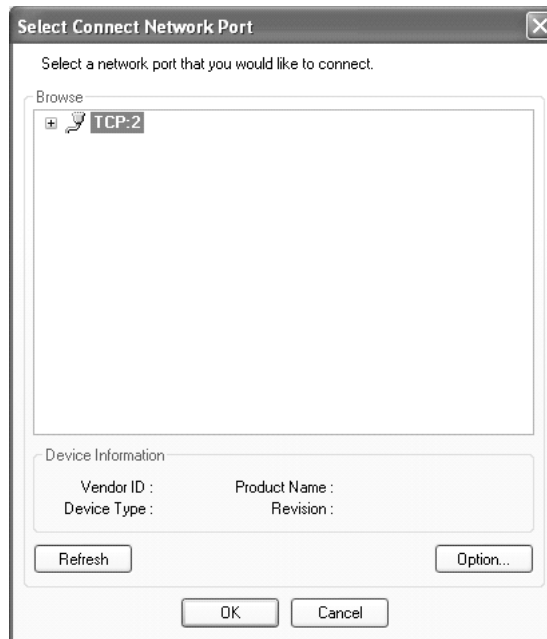 Select Connect Network Port
Select a network port that you would like to connect.
Browse
TCP:2
Device Information
Vendor ID : Product Name :
Device Type : Revision :
Refresh Option...
OK Cancel